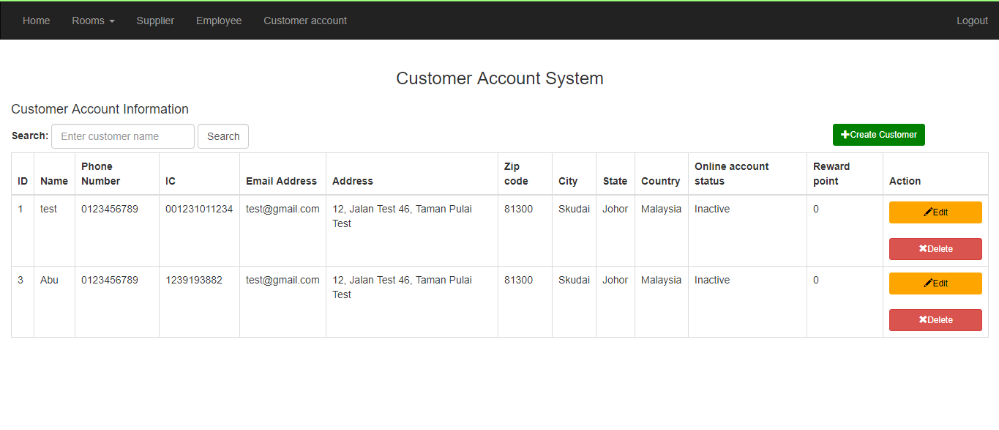 Home Rooms Supplier Employee Customer account Logout
Customer Account System
Customer Account Information
Search: Enter customer name Search Create Customer
ID Name Phone Number IC Email Address Address Zip code City State Country Online account status Reward point Action
1 test 0123456789 001231011234 test@gmail.com 12, Jalan Test 46, Taman Pulai 81300 Skudai Johor Malaysia Inactive 0 Edit
Test
Delete
3 Abu 0123456789 1239193882 test@gmail.com 12, Jalan Test 46, Taman Pulai 81300 Skudai Johor Malaysia Inactive 0 Edit
Test
Delete